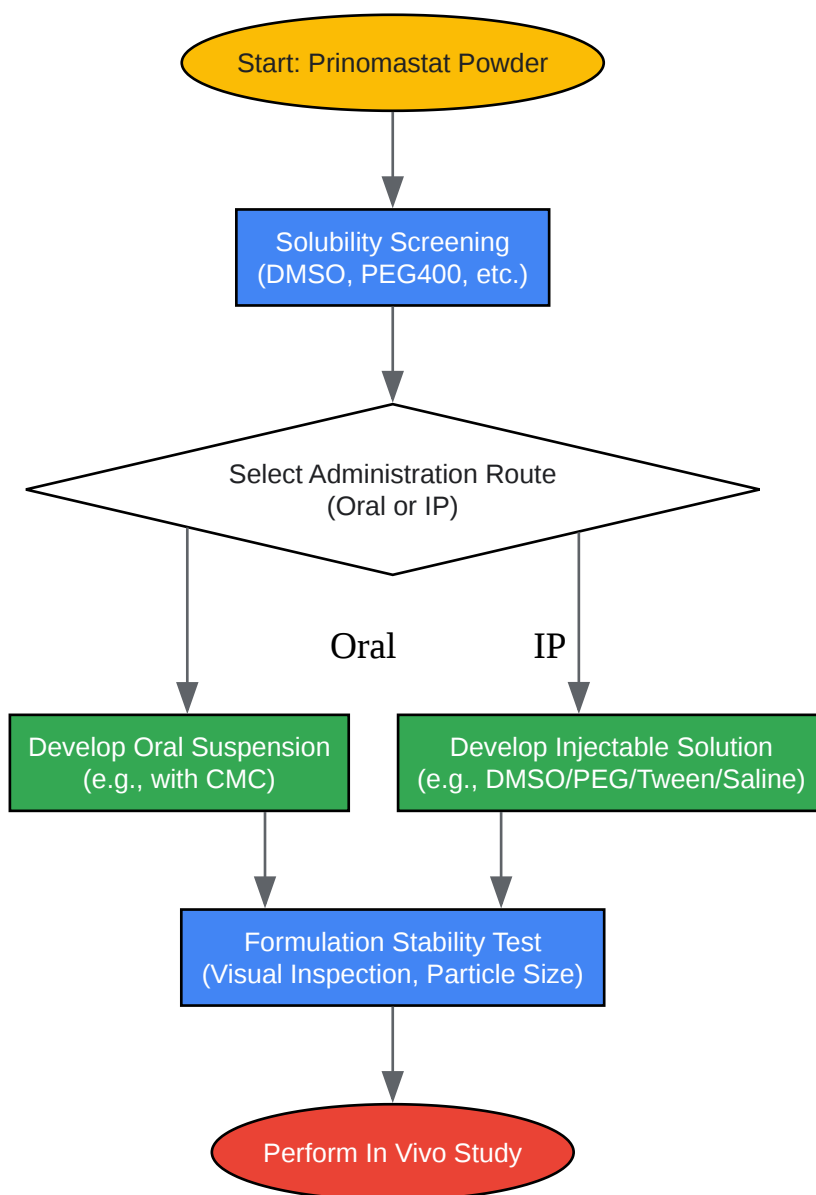 Start: Prinomastat Powder
Solubility Screening
(DMSO, PEG400, etc.)
Select Administration Route
(Oral or IP)
Oral
IP
Develop Oral Suspension
(e.g., with CMC)
Develop Injectable Solution
(e.g., DMSO/PEG/Tween/Saline)
Formulation Stability Test
(Visual Inspection, Particle Size)
Perform In Vivo Study